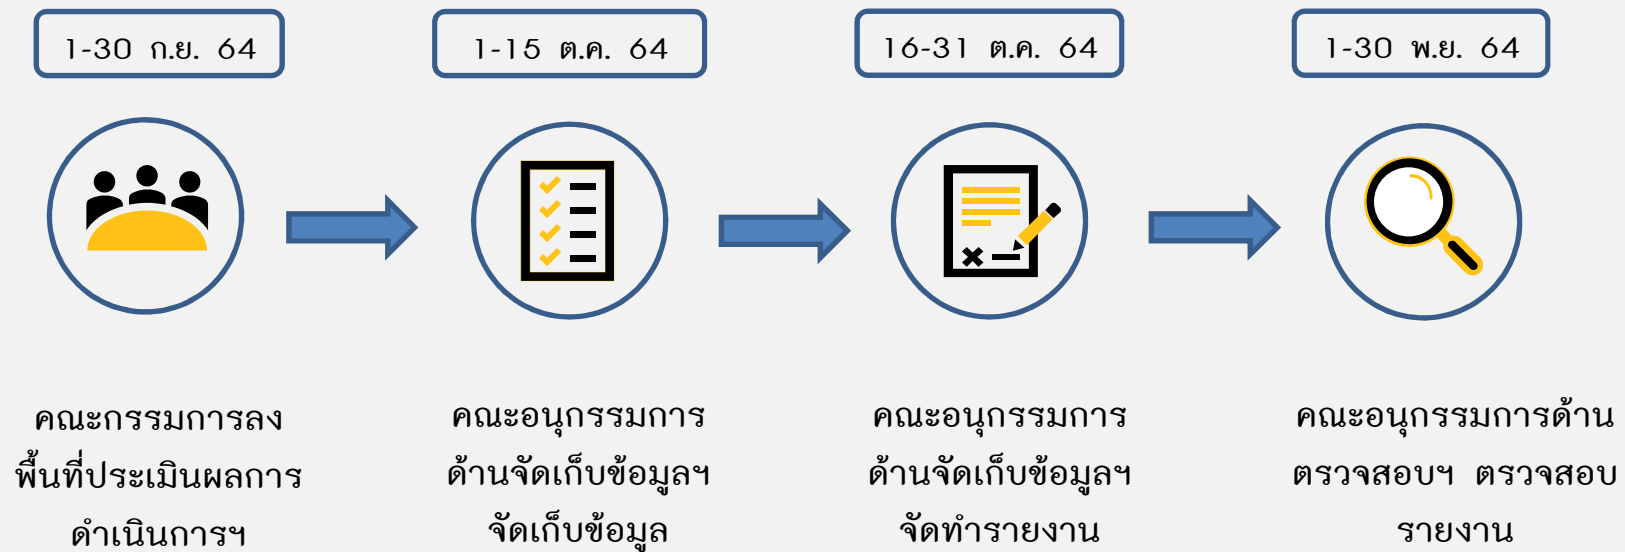 1-30 ก.ย. 64
1-15 ต.ค. 64
16-31 ต.ค. 64
1-30 พ.ย. 64
คณะกรรมการลง
พื้นที่ประเมินผลการ
ดำเนินการฯ
คณะอนุกรรมการ
ด้านจัดเก็บข้อมูลฯ
จัดเก็บข้อมูล
คณะอนุกรรมการ
ด้านจัดเก็บข้อมูลฯ
จัดทำรายงาน
คณะอนุกรรมการด้าน
ตรวจสอบฯ ตรวจสอบ
รายงาน